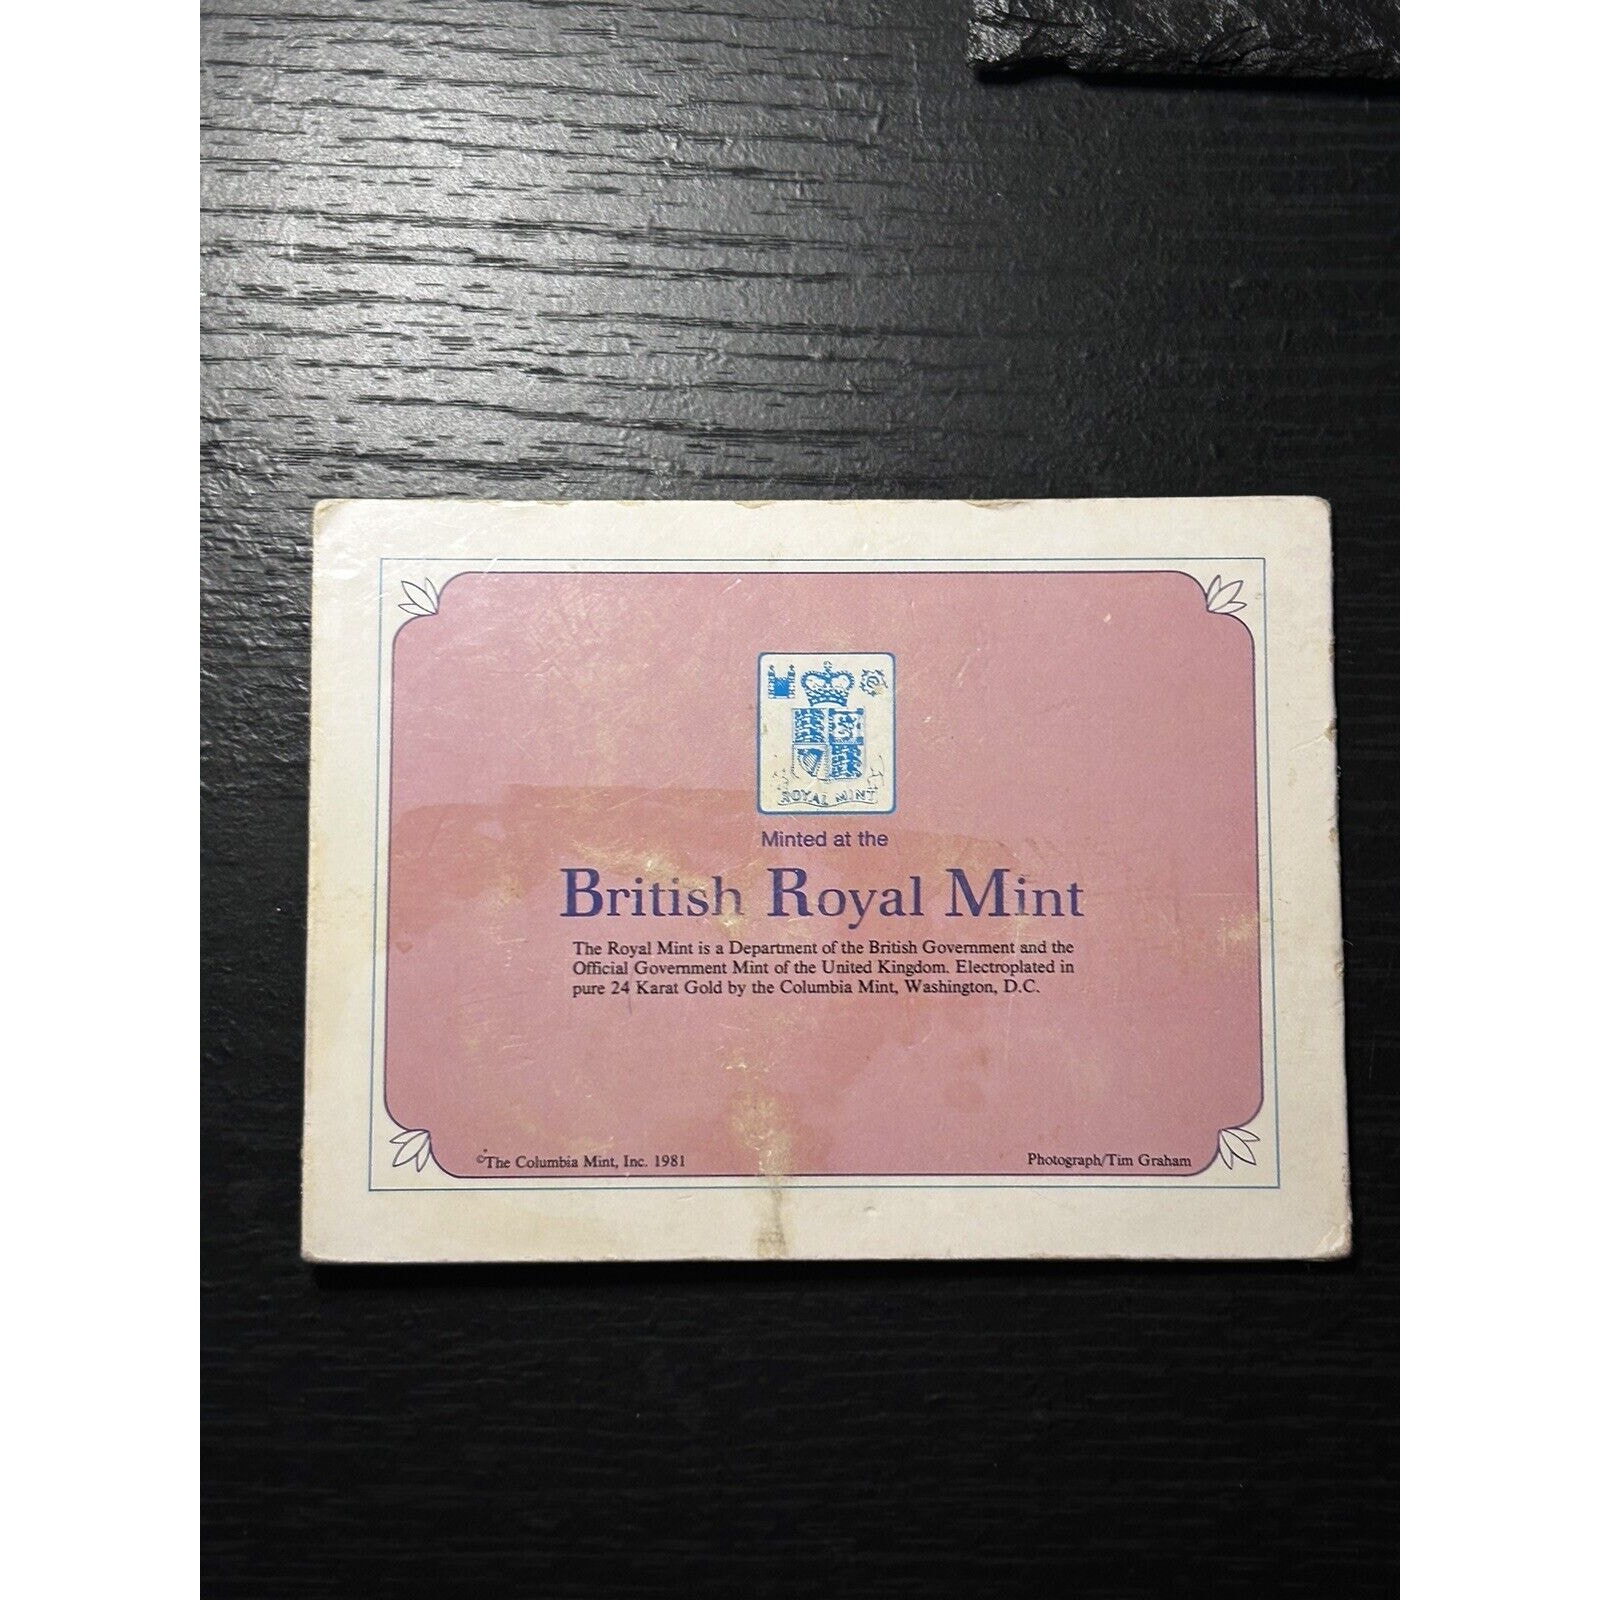 ROYAL MINT
Minted at the
British Royal Mint
The Royal Mint is a Department of the British Government and the
Official Government Mint of the United Kingdom. Electroplated in
pure 24 Karat Gold by the Columbia Mint, Washington, D.C.
©The Columbia Mint, Inc. 1981
Photograph/Tim Graham